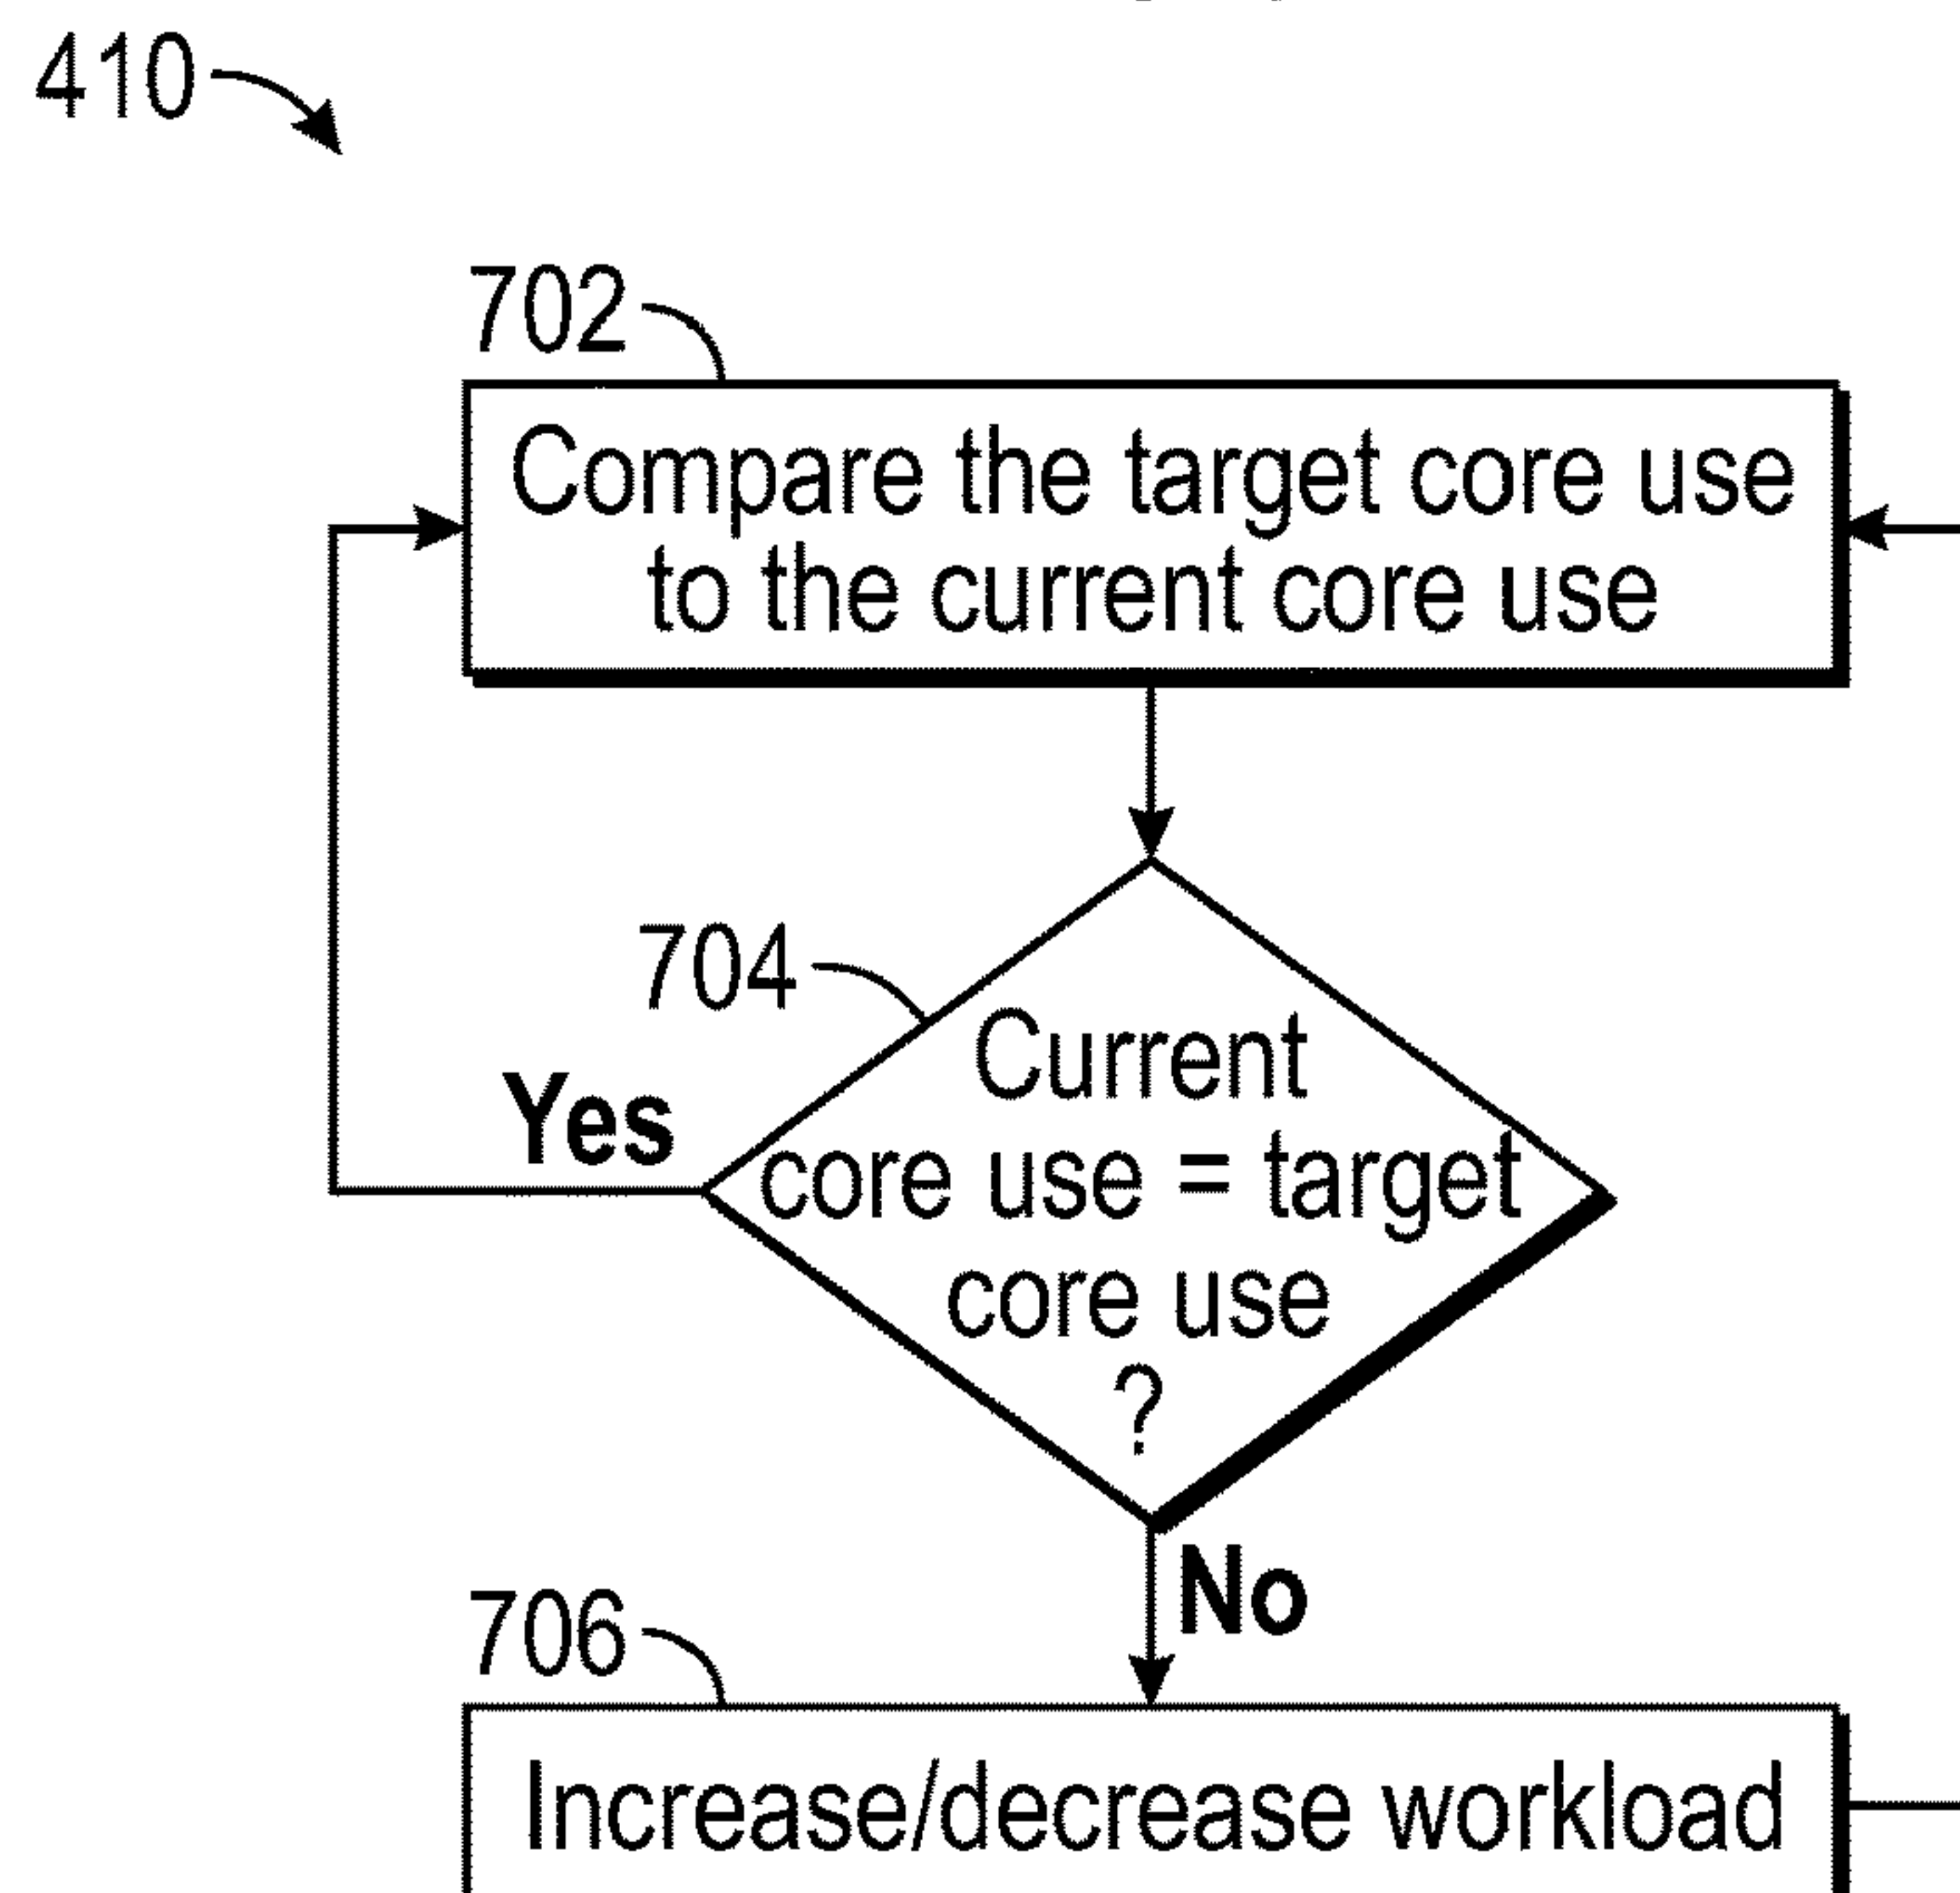 410
702
Compare the target core use
to the current core use
704
Current
core use = target
core use
?
Yes
No
706
Increase/decrease workload